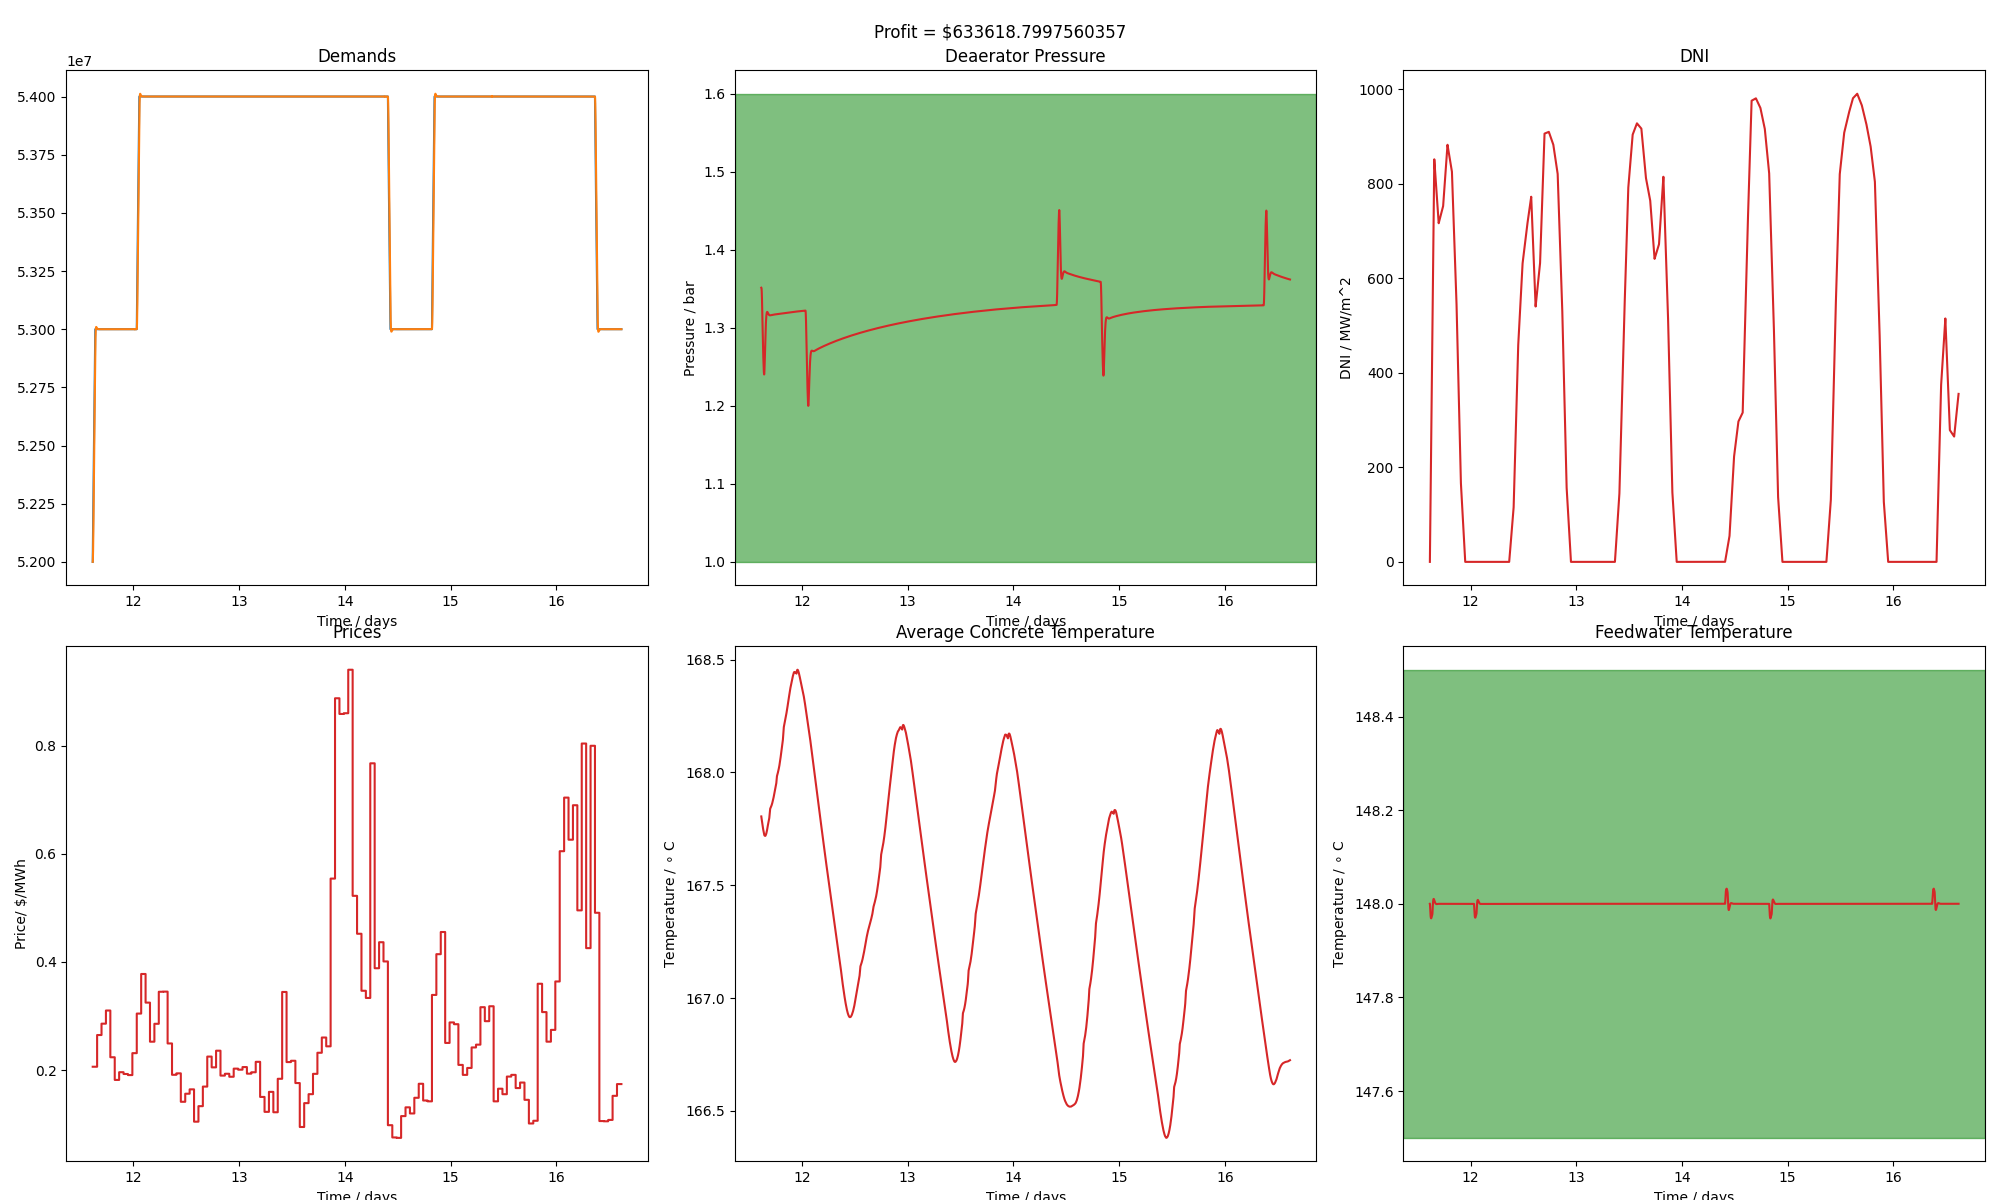 Profit = $633618.7997560357
Demands
1e7
5.400
5.375
5.350
5.325
5.300
5.275
5.250
5.225
5.200
12 13 14 15 16
Time / days
Deaerator Pressure
Pressure / bar
1.6
1.5
1.4
1.3
1.2
1.1
1.0
12 13 14 15 16
Time / days
DNI
DNI / MW/m^2
1000
800
600
400
200
0
12 13 14 15 16
Time / days
Prices
Price/ $/MWh
0.8
0.6
0.4
0.2
12 13 14 15 16
Time / days
Average Concrete Temperature
Temperature / ∘ C
168.5
168.0
167.5
167.0
166.5
12 13 14 15 16
Time / days
Feedwater Temperature
Temperature / ∘ C
148.4
148.2
148.0
147.8
147.6
12 13 14 15 16
Time / days